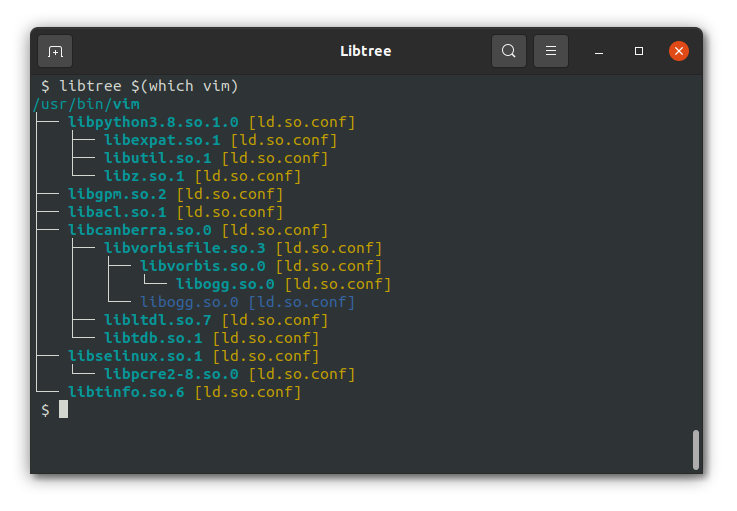 Libtree
$ libtree $(which vim)
/usr/bin/vim
├── libpython3.8.so.1.0 [ld.so.conf]
│   ├── libexpat.so.1 [ld.so.conf]
│   ├── libutil.so.1 [ld.so.conf]
│   └── libz.so.1 [ld.so.conf]
├── libgpm.so.2 [ld.so.conf]
├── libacl.so.1 [ld.so.conf]
├── libcanberra.so.0 [ld.so.conf]
│   ├── libvorbisfile.so.3 [ld.so.conf]
│   │   ├── libvorbis.so.0 [ld.so.conf]
│   │   │   └── libogg.so.0 [ld.so.conf]
│   │   └── libogg.so.0 [ld.so.conf]
│   ├── libltdl.so.7 [ld.so.conf]
│   └── libtdb.so.1 [ld.so.conf]
├── libselinux.so.1 [ld.so.conf]
│   └── libpcre2-8.so.0 [ld.so.conf]
└── libtinfo.so.6 [ld.so.conf]
$